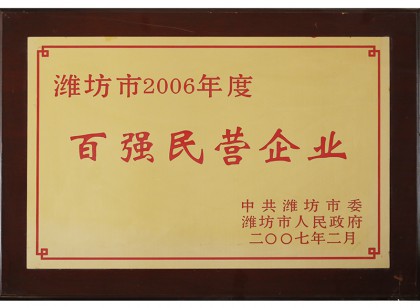 潍坊市2006年度
百强民营企业
中共潍坊市委
潍坊市人民政府
二〇〇七年二月